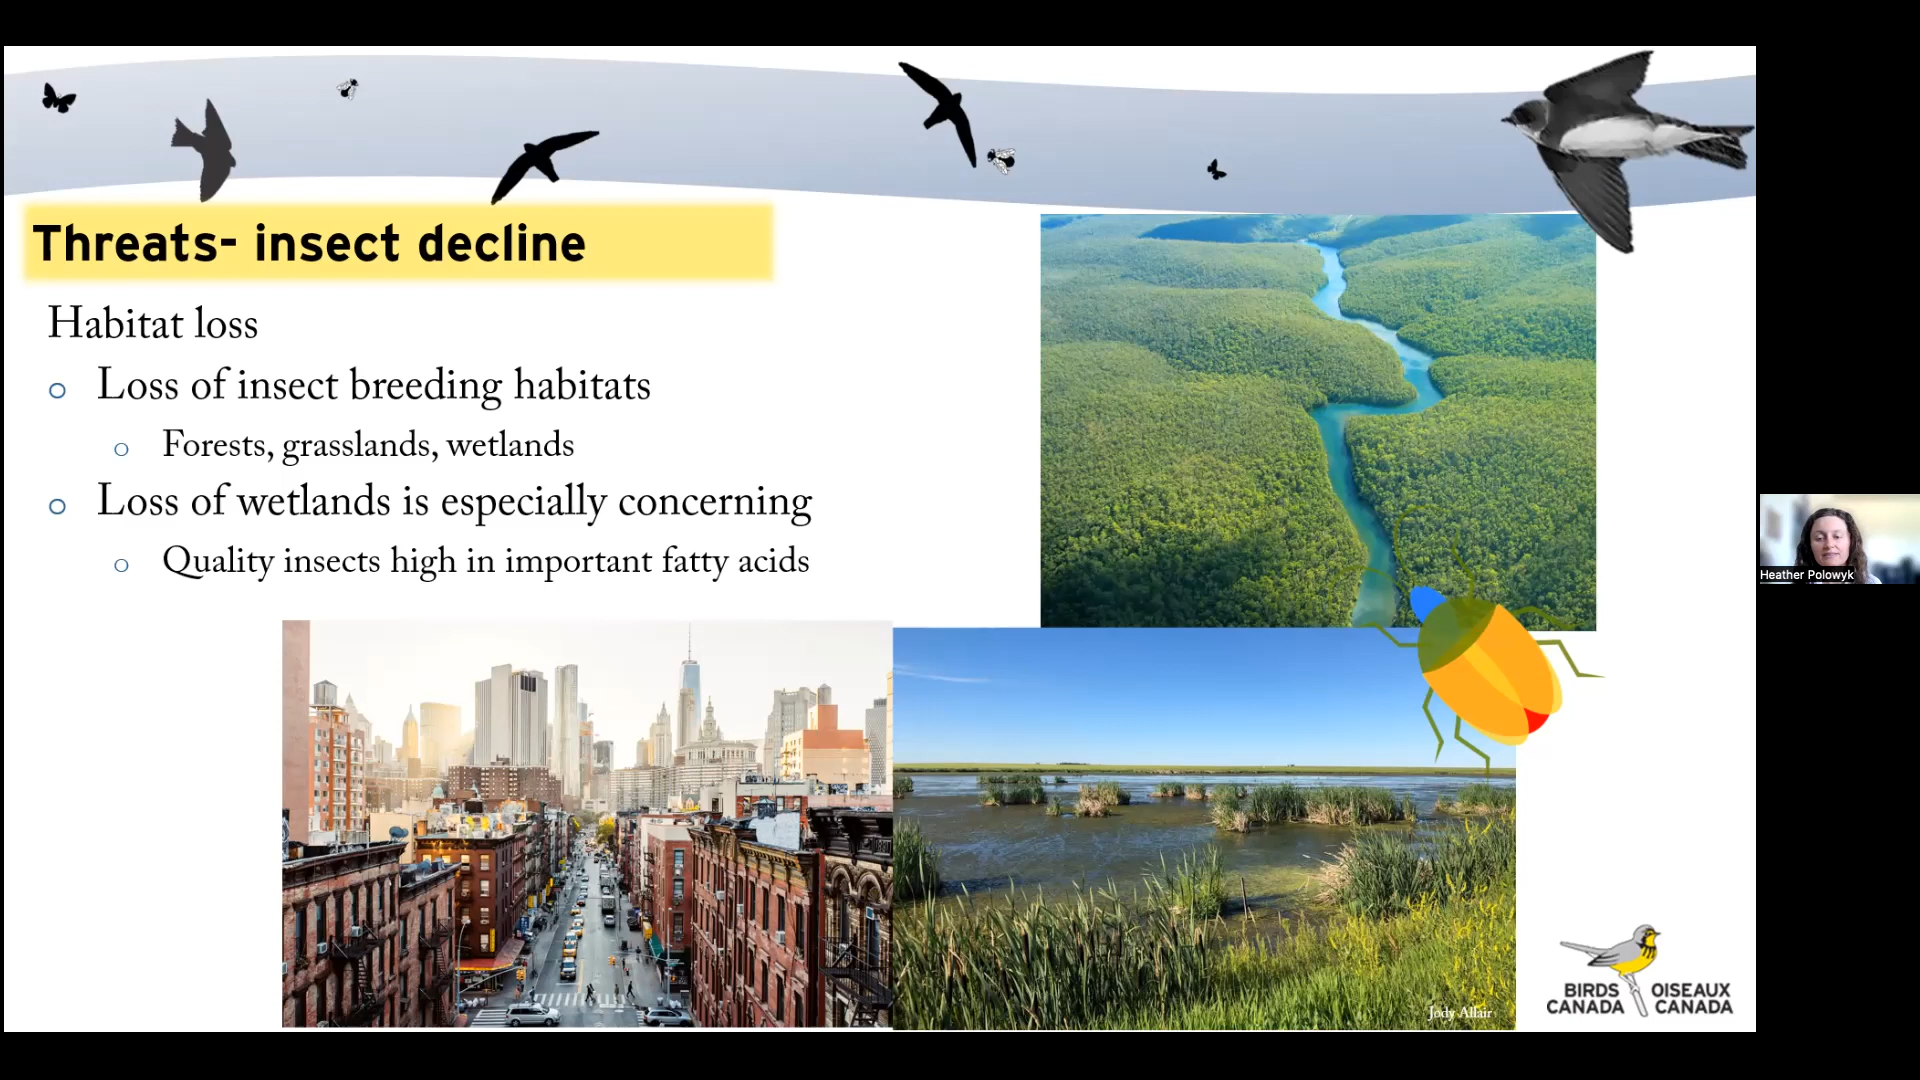 Threats- insect decline
Habitat loss
Loss of insect breeding habitats
Forests, grasslands, wetlands
Loss of wetlands is especially concerning
Quality insects high in important fatty acids
Heather Polowyk
Jody Allair
BIRDS CANADA
OISEAUX CANADA